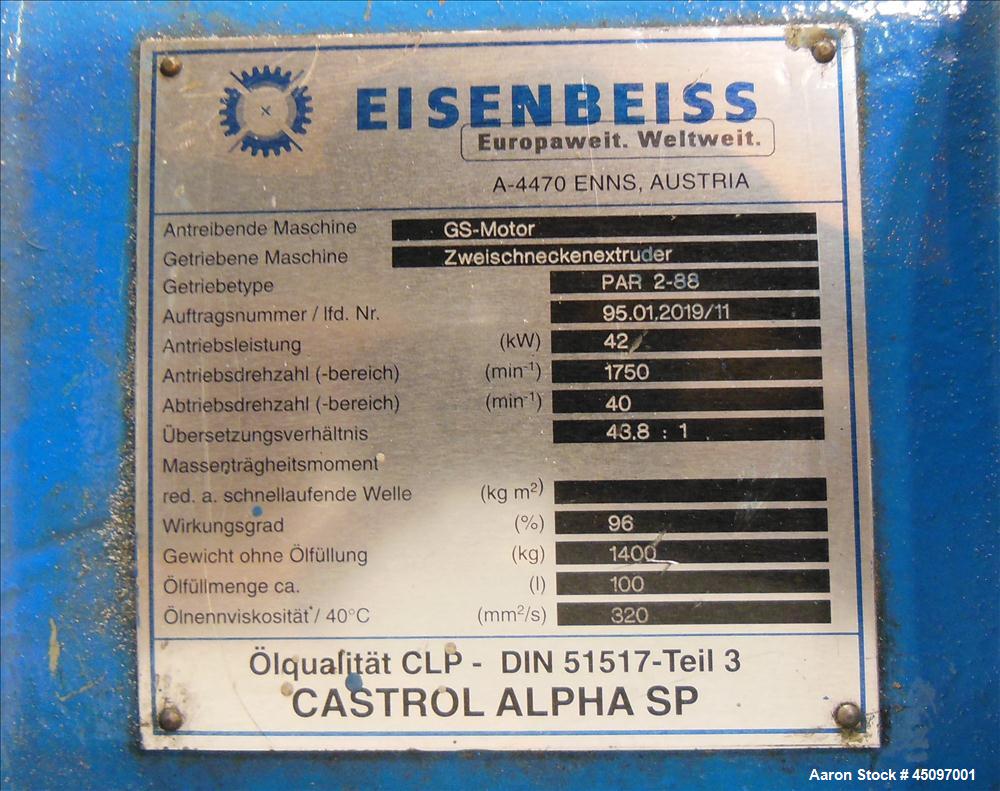 EISENBEISS
Europaweit. Weltweit.
A-4470 ENNS, AUSTRIA
Antreibende Maschine GS-Motor
Getriebene Maschine Zweischneckenextruder
Getriebetype PAR 2-88
Auftragsnummer / lfd. Nr. 95.01.2019/11
Antriebsleistung (kW) 42
Antriebsdrehzahl (-bereich) (min⁻¹) 1750
Abtriebsdrehzahl (-bereich) (min⁻¹) 40
Übersetzungsverhältnis 43.8 : 1
Massenträgheitsmoment
red. a. schnellaufende Welle (kg m²)
Wirkungsgrad (%) 96
Gewicht ohne Ölfüllung (kg) 1400
Ölfüllmenge ca. (l) 100
Ölnennviskosität / 40°C (mm²/s) 320
Ölqualität CLP - DIN 51517-Teil 3
CASTROL ALPHA SP
Aaron Stock # 45097001